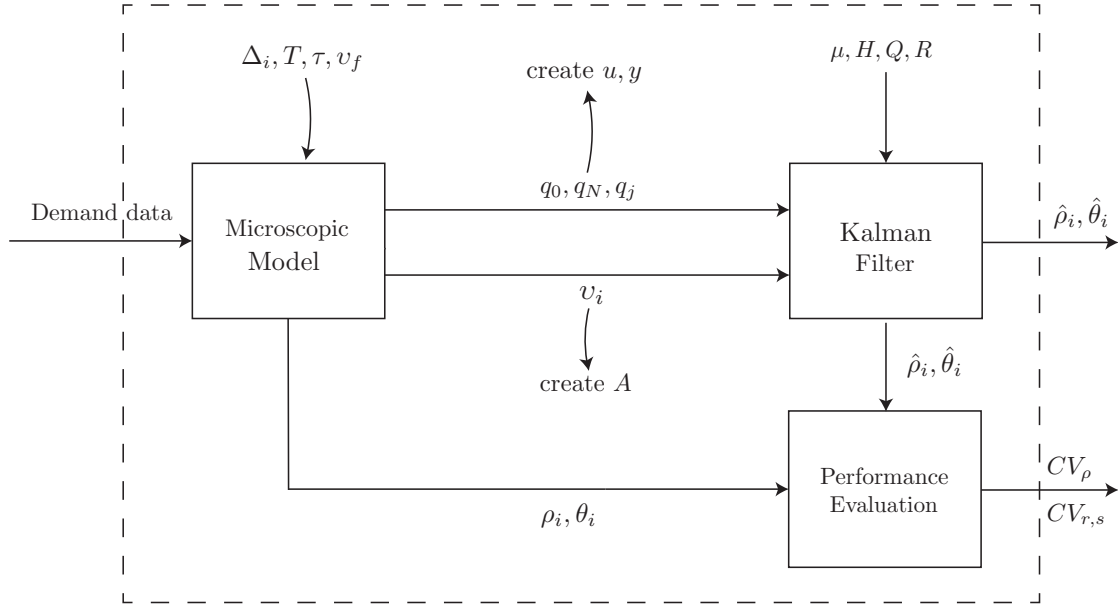 Δ_i, T, τ, υ_f
create u, y
μ, H, Q, R
Demand data
Microscopic
Model
q_0, q_N, q_j
Kalman
Filter
ρ̂_i, θ̂_i
υ_i
create A
ρ̂_i, θ̂_i
Performance
Evaluation
CV_ρ
CV_{r,s}
ρ_i, θ_i